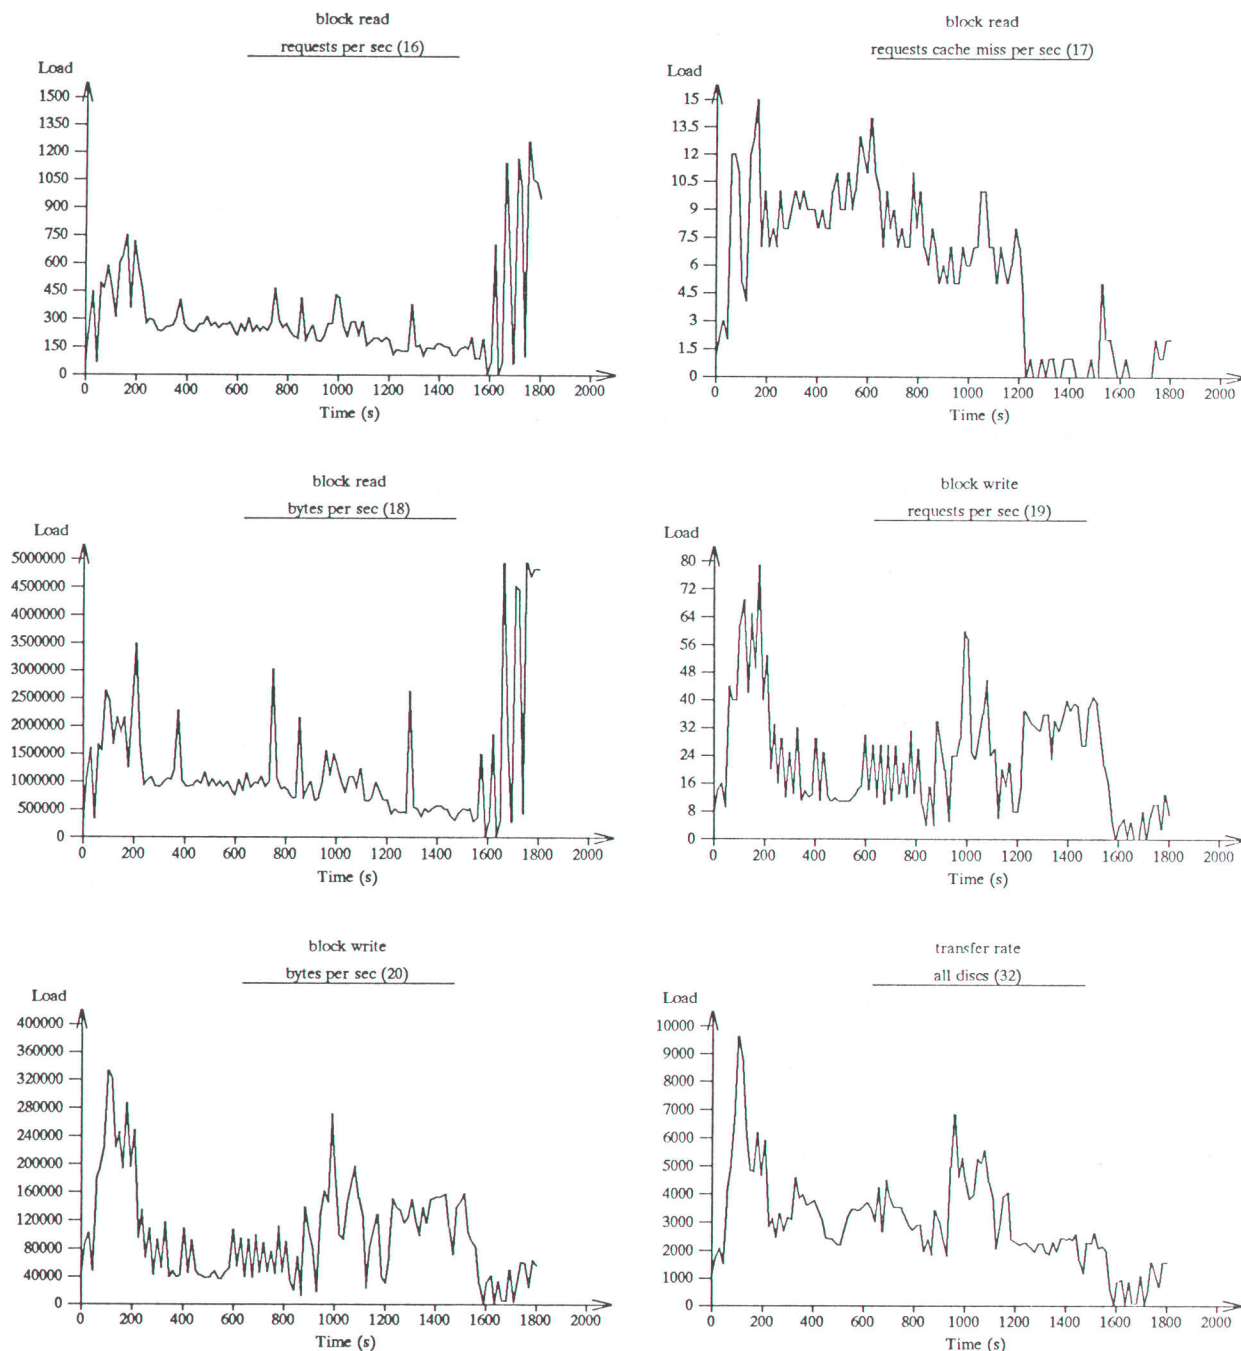 block read
requests per sec (16)
Load
1500
1350
1200
1050
900
750
600
450
300
150
0
0 200 400 600 800 1000 1200 1400 1600 1800 2000
Time (s)
block read
requests cache miss per sec (17)
Load
15
13.5
12
10.5
9
7.5
6
4.5
3
1.5
0
0 200 400 600 800 1000 1200 1400 1600 1800 2000
Time (s)
block read
bytes per sec (18)
Load
5000000
4500000
4000000
3500000
3000000
2500000
2000000
1500000
1000000
500000
0
0 200 400 600 800 1000 1200 1400 1600 1800 2000
Time (s)
block write
requests per sec (19)
Load
80
72
64
56
48
40
32
24
16
8
0
0 200 400 600 800 1000 1200 1400 1600 1800 2000
Time (s)
block write
bytes per sec (20)
Load
400000
360000
320000
280000
240000
200000
160000
120000
80000
40000
0
0 200 400 600 800 1000 1200 1400 1600 1800 2000
Time (s)
transfer rate
all discs (32)
Load
10000
9000
8000
7000
6000
5000
4000
3000
2000
1000
0
0 200 400 600 800 1000 1200 1400 1600 1800 2000
Time (s)